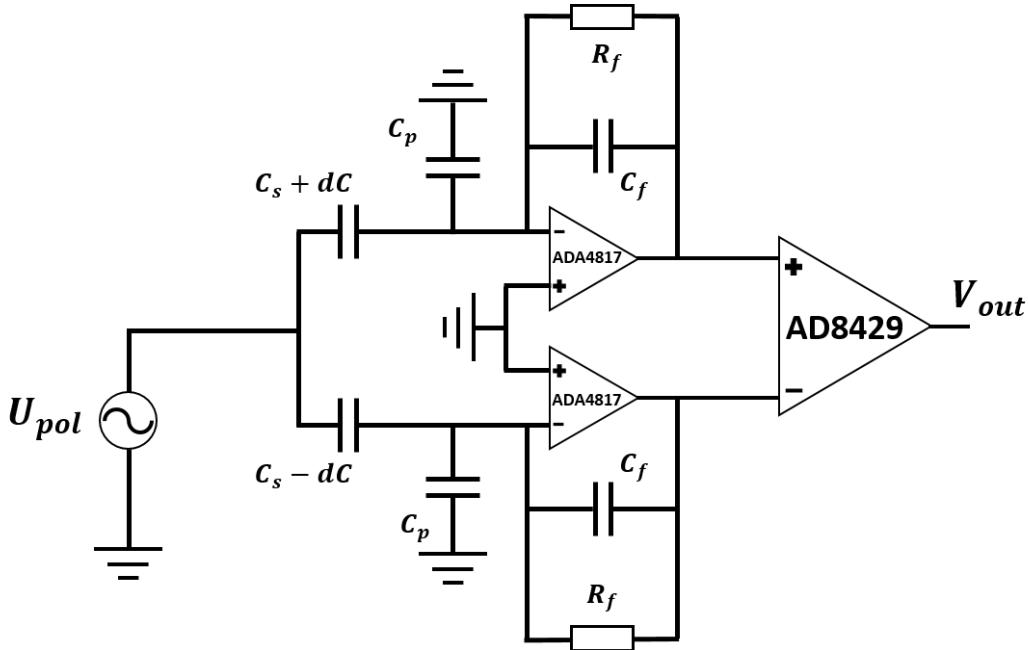 R_f
C_p
C_f
C_s + dC
-
ADA4817
+
+
V_out
AD8429
U_pol
+
ADA4817
-
-
C_s − dC
C_f
C_p
R_f